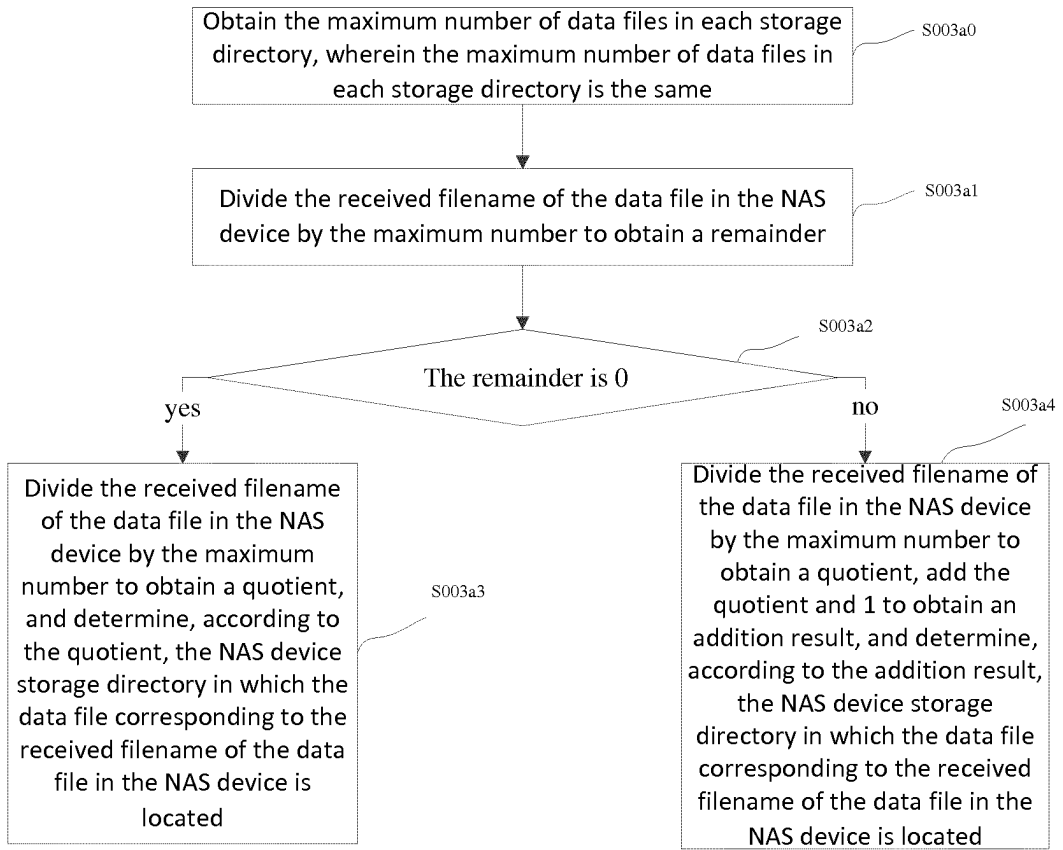 Obtain the maximum number of data files in each storage
directory, wherein the maximum number of data files in
each storage directory is the same
S003a0
Divide the received filename of the data file in the NAS
device by the maximum number to obtain a remainder
S003a1
S003a2
The remainder is 0
yes
no
S003a4
Divide the received filename
of the data file in the NAS
device by the maximum
number to obtain a quotient,
and determine, according to
the quotient, the NAS device
storage directory in which the
data file corresponding to the
received filename of the data
file in the NAS device is
located
S003a3
Divide the received filename of
the data file in the NAS device
by the maximum number to
obtain a quotient, add the
quotient and 1 to obtain an
addition result, and determine,
according to the addition result,
the NAS device storage
directory in which the data file
corresponding to the received
filename of the data file in the
NAS device is located